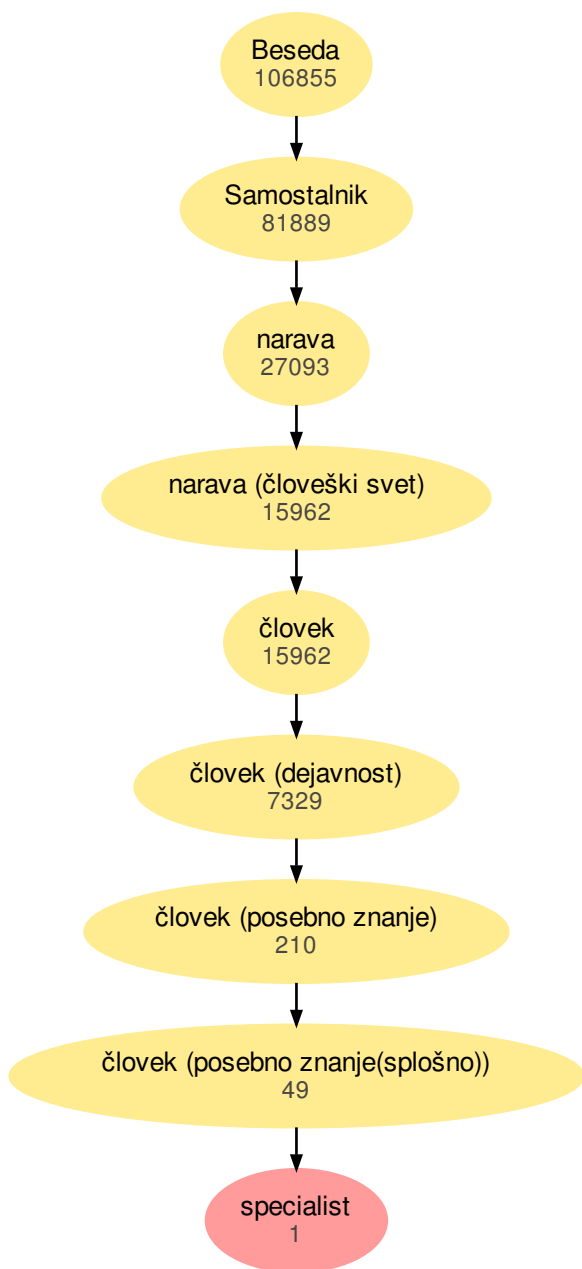 Beseda
106855
Samostalnik
81889
narava
27093
narava (človeški svet)
15962
človek
15962
človek (dejavnost)
7329
človek (posebno znanje)
210
človek (posebno znanje(splošno))
49
specialist
1